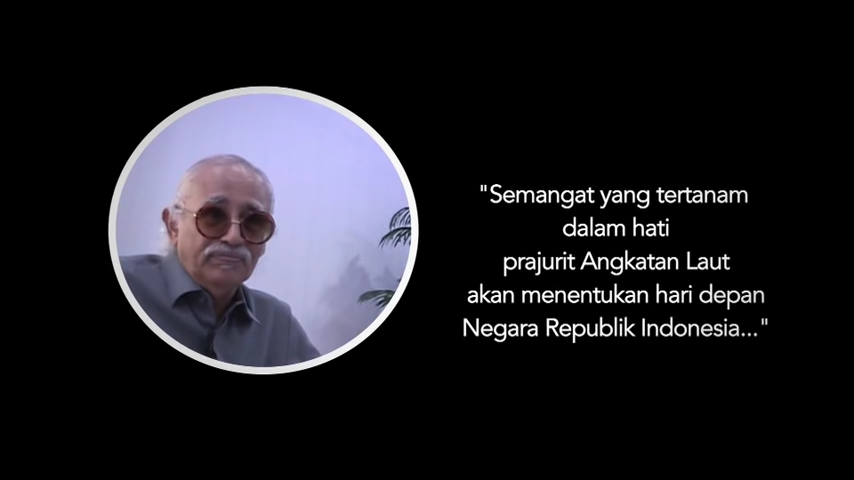 "Semangat yang tertanam
dalam hati
prajurit Angkatan Laut
akan menentukan hari depan
Negara Republik Indonesia..."